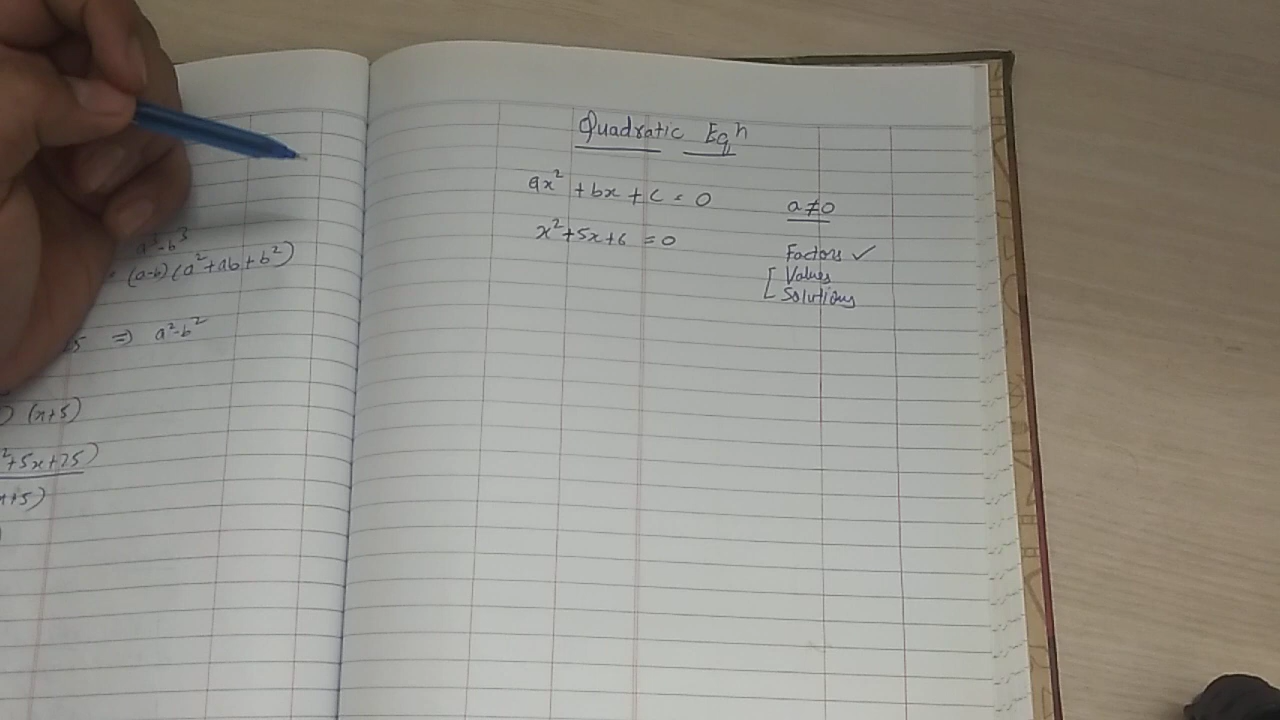 a³-b³
= (a-b)(a²+ab+b²)
5 ⇒ a²-b²
) (x+5)
²+5x+25)
x+5)
)
Quadratic Eqⁿ
ax² + bx + c = 0
a ≠ 0
x²+5x+6 = 0
Factors ✓
[ Values
Solutions